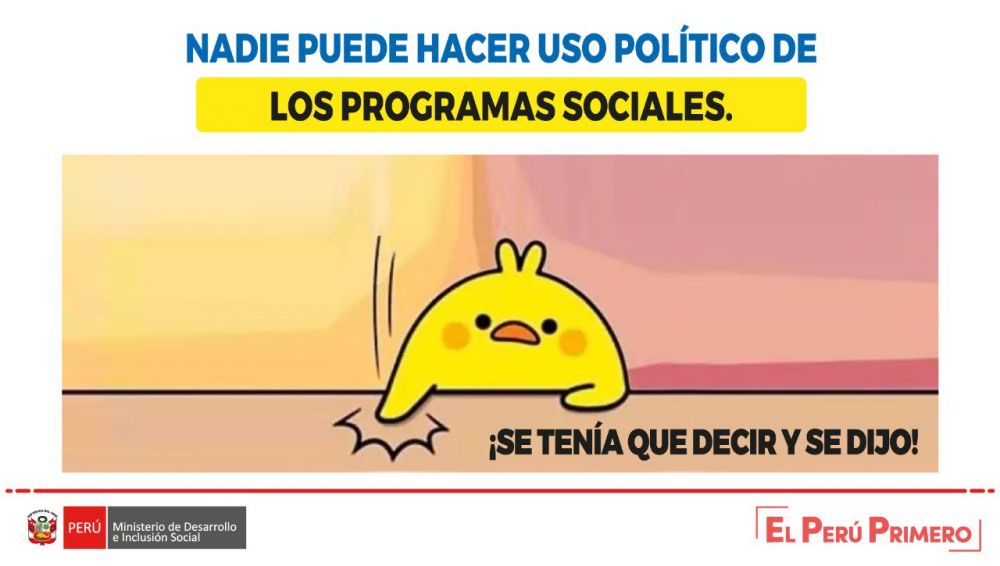 NADIE PUEDE HACER USO POLÍTICO DE
LOS PROGRAMAS SOCIALES.
¡SE TENÍA QUE DECIR Y SE DIJO!
PERÚ
Ministerio de Desarrollo
e Inclusión Social
EL PERÚ PRIMERO